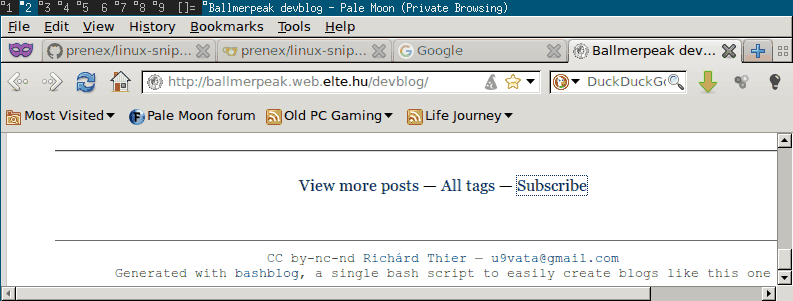 1 2 3 4 5 6 7 8 9 []= Ballmerpeak devblog - Pale Moon (Private Browsing)
File Edit View History Bookmarks Tools Help
prenex/linux-snip... prenex/linux-snip... Google Ballmerpeak dev...
http://ballmerpeak.web.elte.hu/devblog/ DuckDuckGo
Most Visited Pale Moon forum Old PC Gaming Life Journey
View more posts — All tags — Subscribe
CC by-nc-nd Richárd Thier — u9vata@gmail.com
Generated with bashblog, a single bash script to easily create blogs like this one